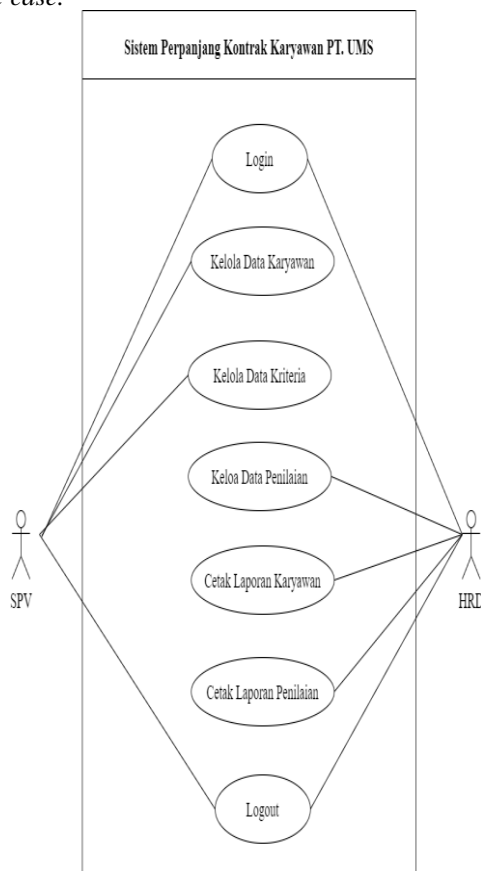 Sistem Perpanjang Kontrak Karyawan PT. UMS
Login
Kelola Data Karyawan
Kelola Data Kriteria
Keloa Data Penilaian
Cetak Laporan Karyawan
Cetak Laporan Penilaian
Logout
SPV
HRD